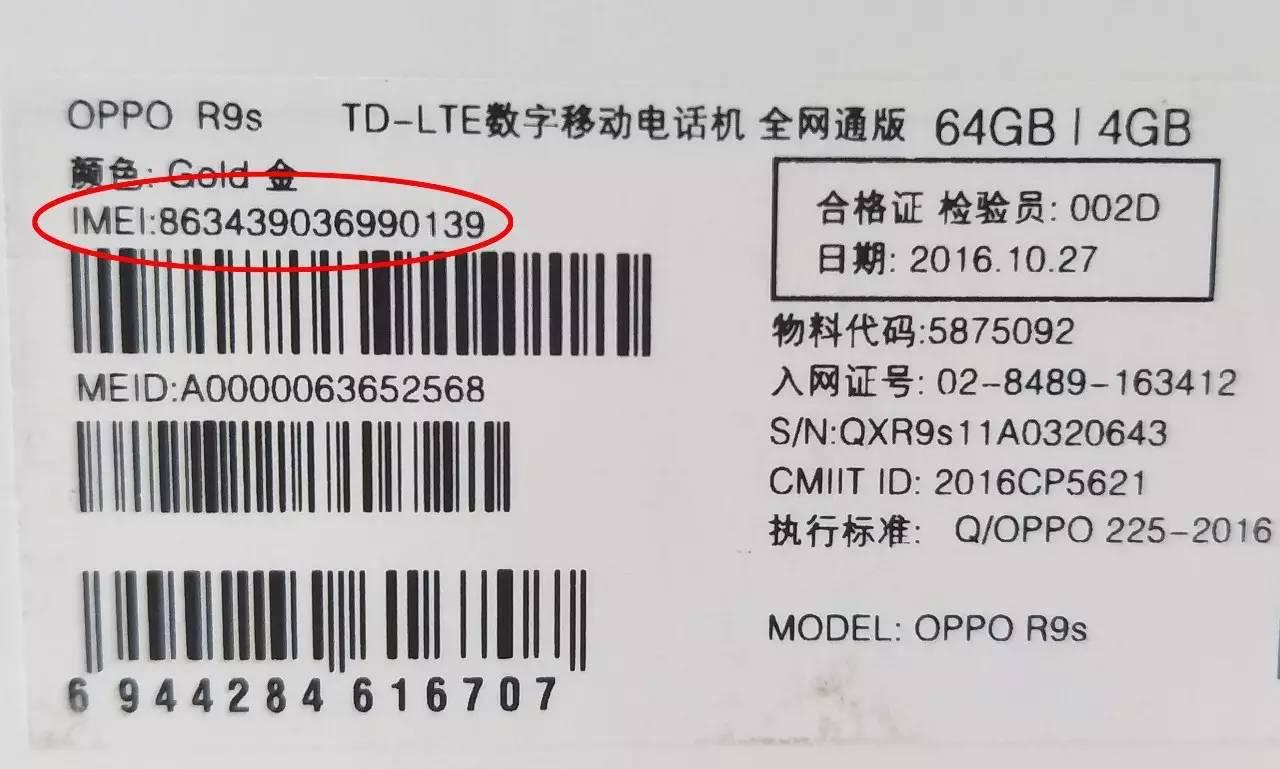 OPPO R9s TD-LTE数字移动电话机 全网通版 64GB | 4GB
颜色: Gold 金
IMEI:863439036990139
MEID:A0000063652568
6 944284 616707
合格证 检验员: 002D
日期: 2016.10.27
物料代码:5875092
入网证号: 02-8489-163412
S/N:QXR9s11A0320643
CMIIT ID: 2016CP5621
执行标准: Q/OPPO 225-2016
MODEL: OPPO R9s